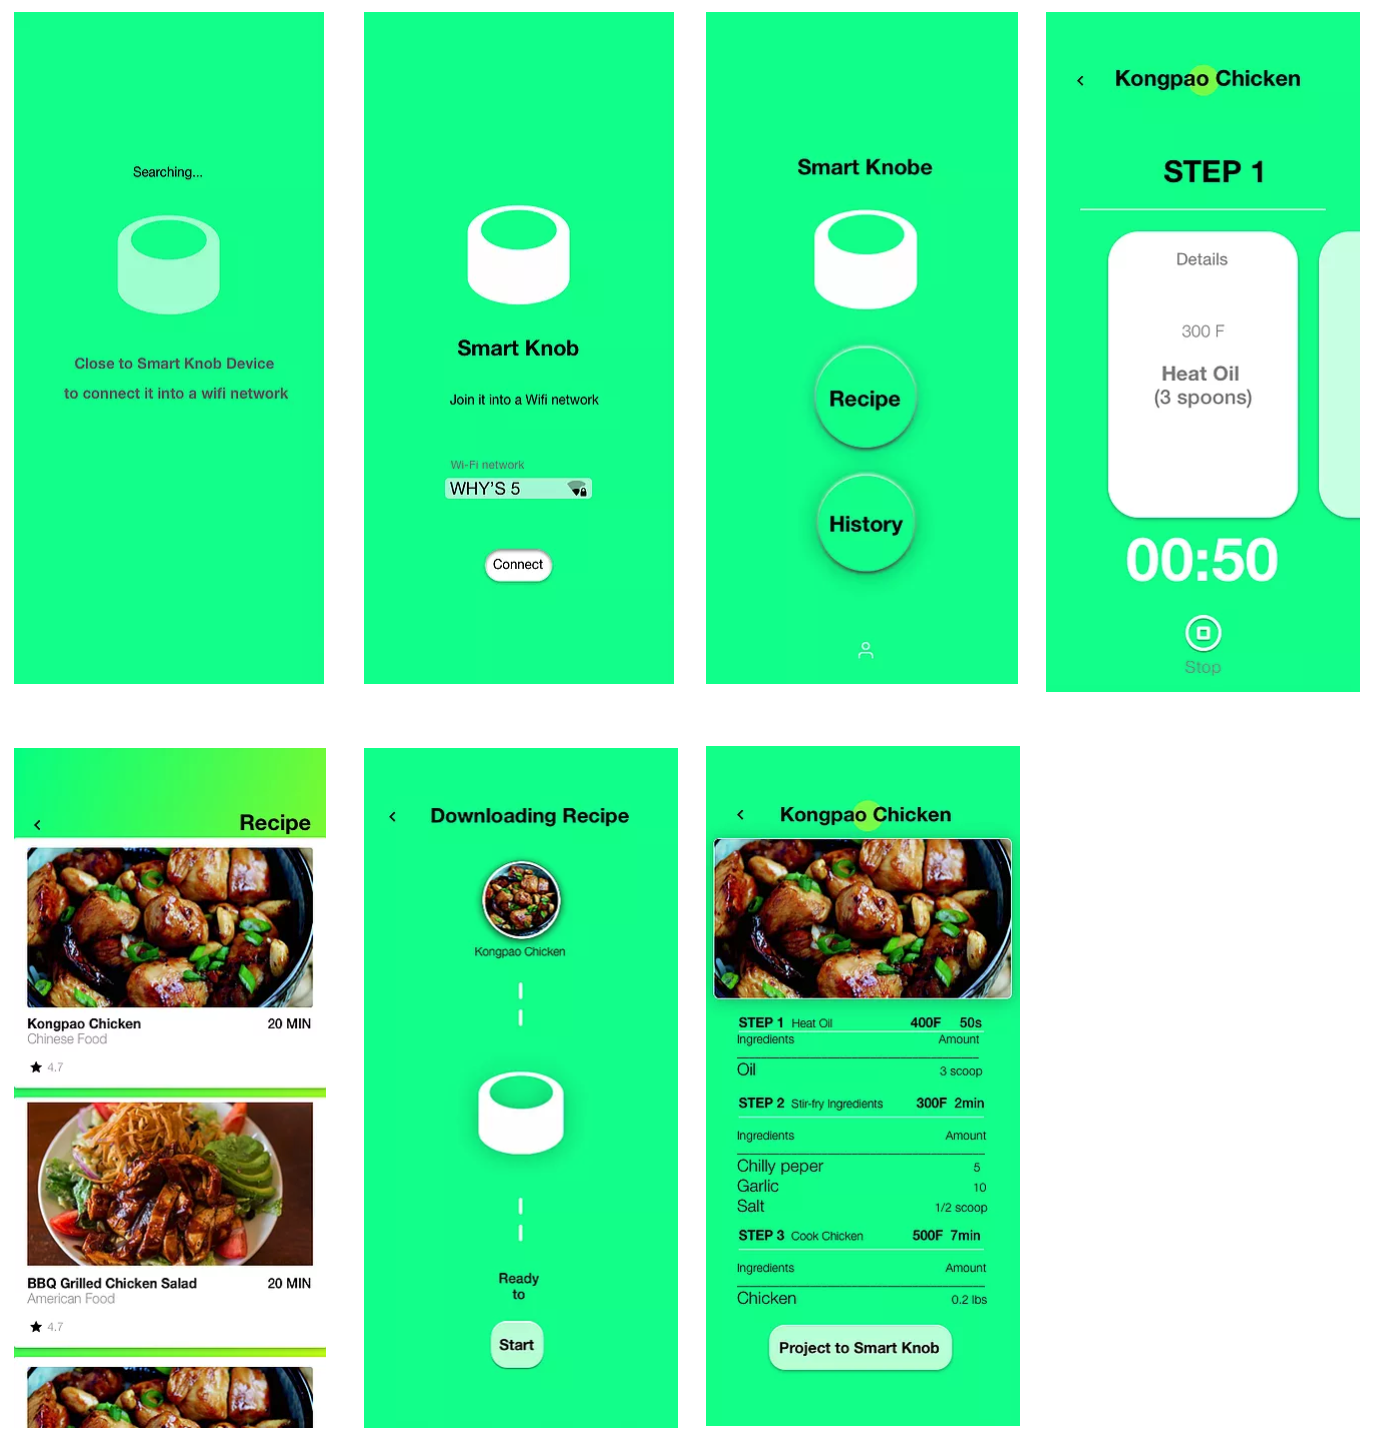 Searching...
Close to Smart Knob Device
to connect it into a wifi network
Smart Knob
Join it into a Wifi network
Wi-Fi network
WHY'S 5
Connect
Smart Knobe
Recipe
History
Kongpao Chicken
STEP 1
Details
300 F
Heat Oil
(3 spoons)
00:50
Stop
Recipe
Kongpao Chicken 20 MIN
Chinese Food
4.7
BBQ Grilled Chicken Salad 20 MIN
American Food
4.7
Downloading Recipe
Kongpao Chicken
Ready
to
Start
Kongpao Chicken
STEP 1 Heat Oil 400F 50s
Ingredients Amount
Oil 3 scoop
STEP 2 Stir-fry Ingredients 300F 2min
Ingredients Amount
Chilly peper 5
Garlic 10
Salt 1/2 scoop
STEP 3 Cook Chicken 500F 7min
Ingredients Amount
Chicken 0.2 lbs
Project to Smart Knob